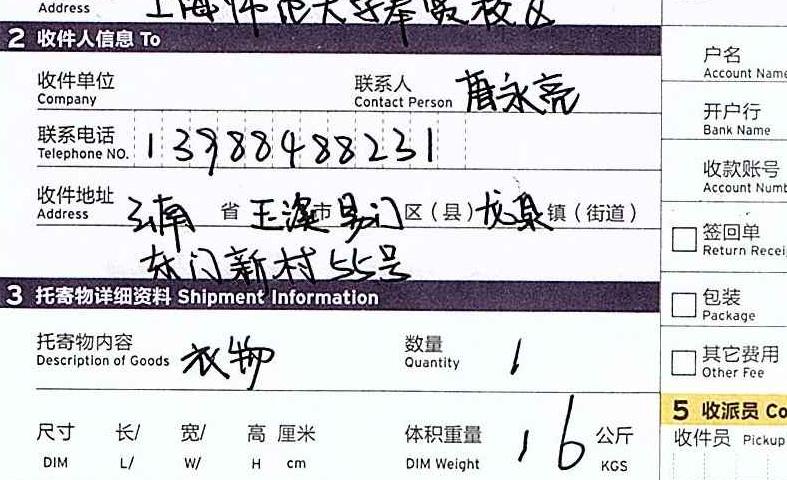 Address 上海师范大学奉贤校区
2 收件人信息 To
收件单位 联系人 唐永亮
Company Contact Person
户名
Account Name
联系电话 13988488231
Telephone NO.
开户行
Bank Name
收款账号
收件地址 云南 省 玉溪 市 易门 区（县） 龙泉 镇（街道）
Address
东门新村55号
签回单
Return Recei
3 托寄物详细资料 Shipment Information
包装
Package
托寄物内容 衣物 数量 1
Description of Goods Quantity
其它费用
Other Fee
5 收派员 Co
尺寸 长/ 宽/ 高 厘米 体积重量 1 6 公斤
DIM L/ W/ H cm DIM Weight KGS
收件员 Pickup